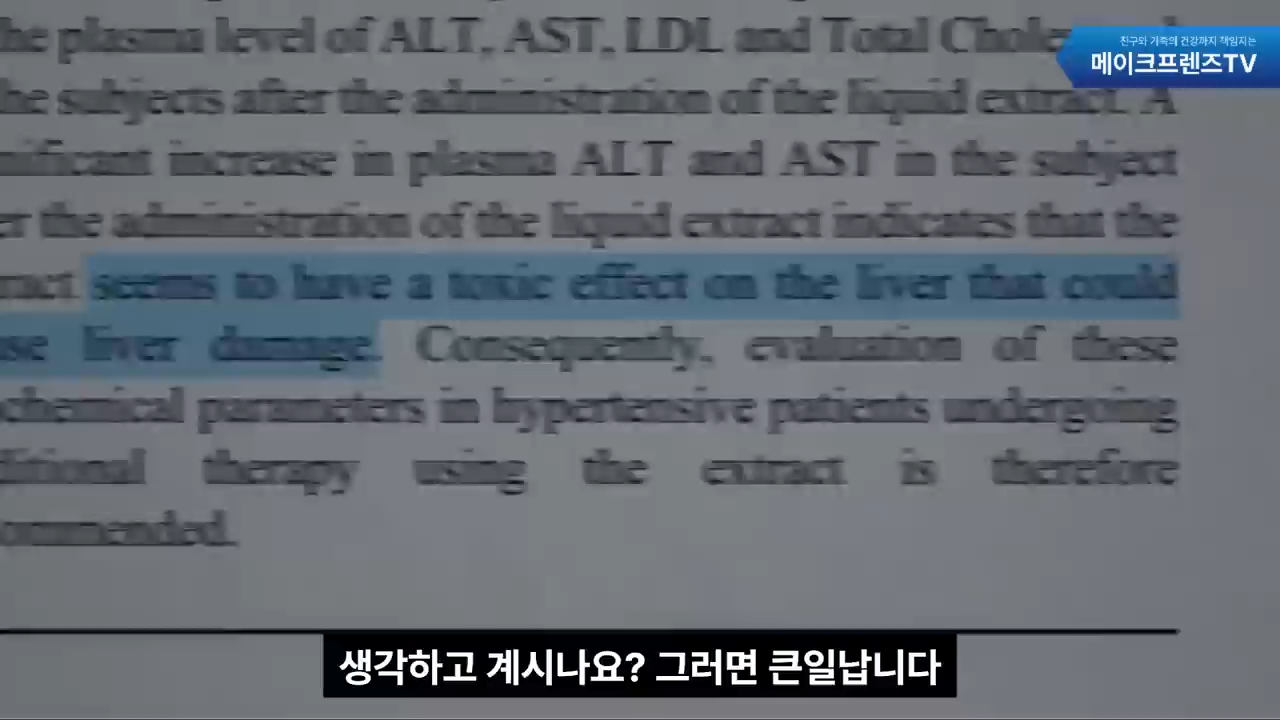 he plasma level of ALT, AST, LDL and Total
친구와 가족의 건강까지 책임지는
메이크프렌즈TV
he subjects after the administration of the liquid extract. A
nificant increase in plasma ALT and AST in the subject
er the administration of the liquid extract indicates that the
ract seems to have a toxic effect on the liver that could
use liver damage. Consequently, evaluation of these
chemical parameters in hypertensive patients undergoing
ditional therapy using the extract is therefore
ommended.
생각하고 계시나요? 그러면 큰일납니다